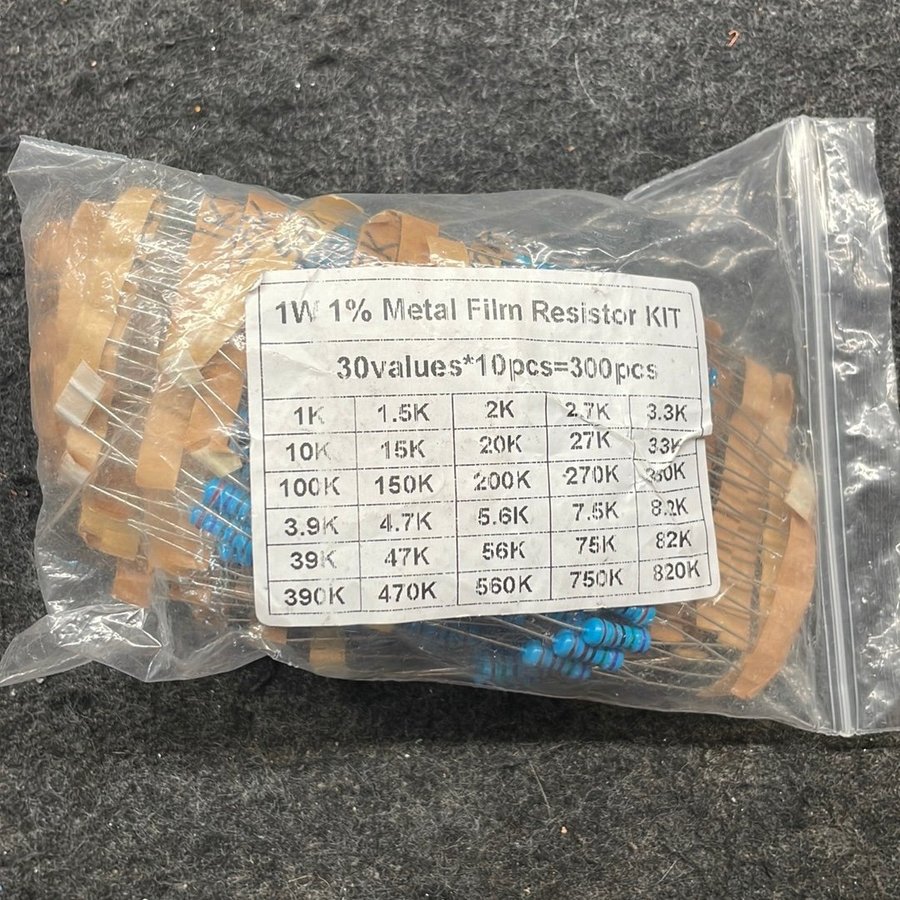 1W 1% Metal Film Resistor KIT
30values*10pcs=300pcs
1K 1.5K 2K 2.7K 3.3K
10K 15K 20K 27K 33K
100K 150K 200K 270K
3.9K 4.7K 5.6K 7.5K 8.2K
39K 47K 56K 75K 82K
390K 470K 560K 750K 820K